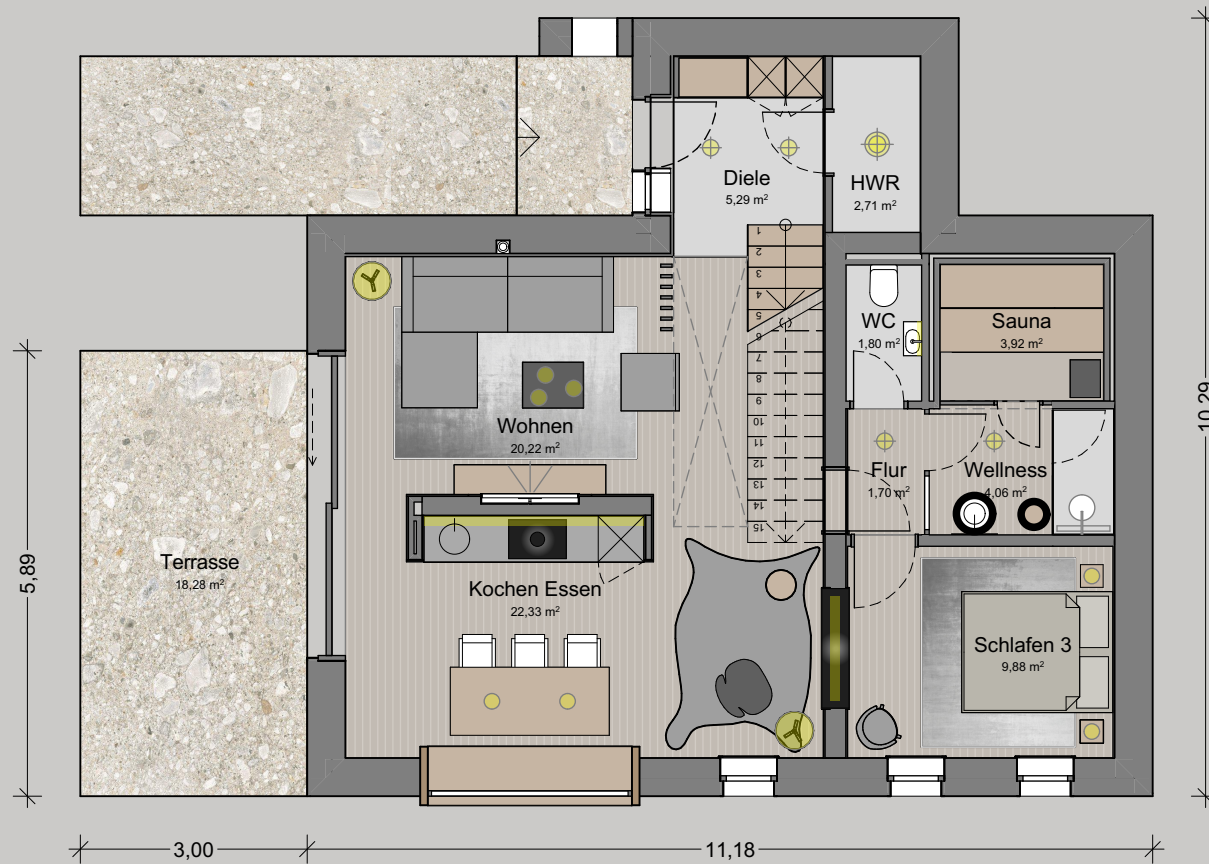 Diele
5,29 m²
HWR
2,71 m²
1
2
3
4
5
6
7
8
9
10
11
12
13
14
15
WC
1,80 m²
Sauna
3,92 m²
Wohnen
20,22 m²
Flur
1,70 m²
Wellness
4,06 m²
Terrasse
18,28 m²
Kochen Essen
22,33 m²
Schlafen 3
9,88 m²
5,89
10,29
3,00
11,18